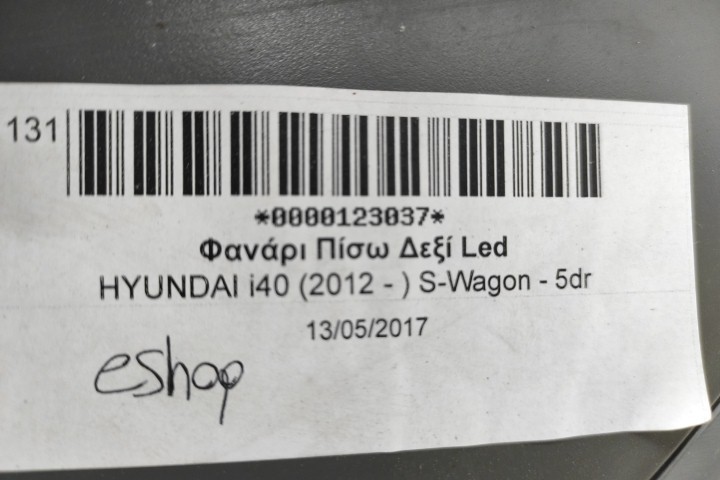 131
*0000123037*
Φανάρι Πίσω Δεξί Led
HYUNDAI i40 (2012 - ) S-Wagon - 5dr
13/05/2017
eshop